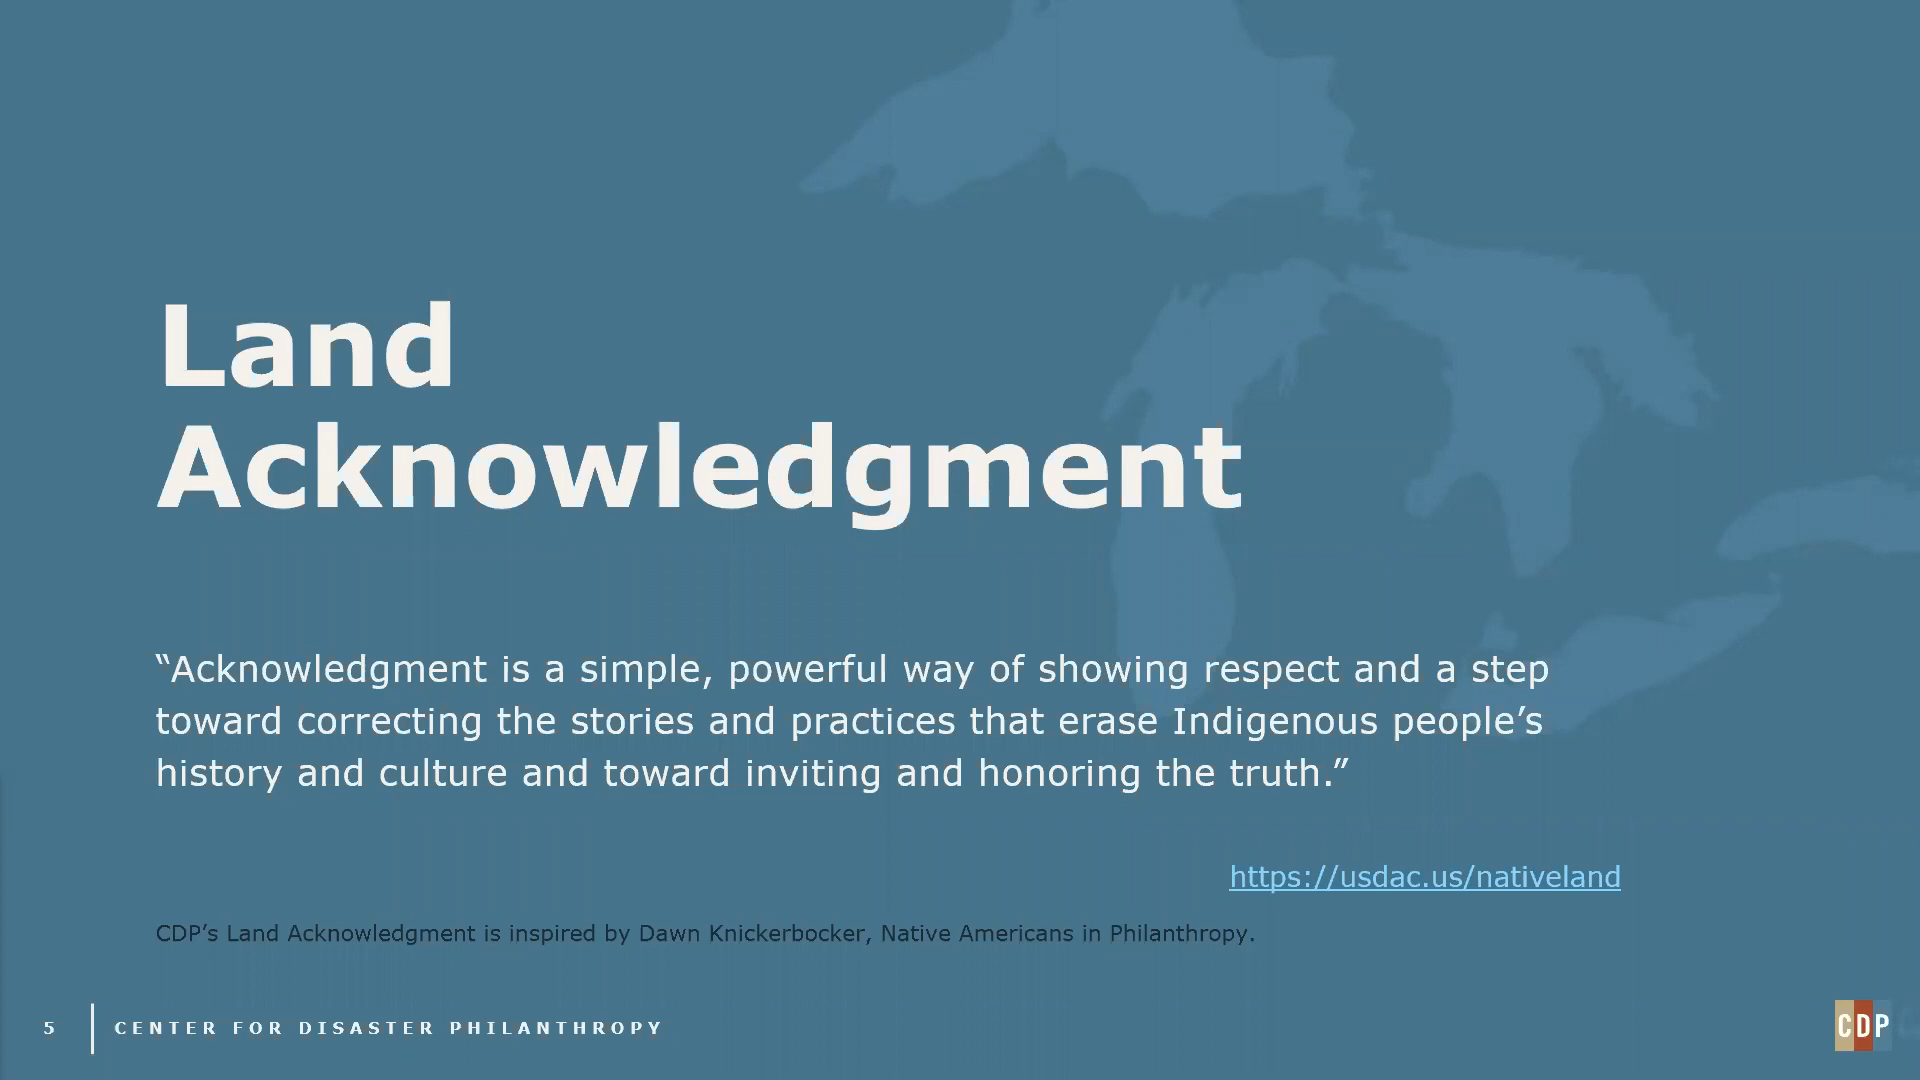 Land
Acknowledgment
“Acknowledgment is a simple, powerful way of showing respect and a step
toward correcting the stories and practices that erase Indigenous people’s
history and culture and toward inviting and honoring the truth.”
https://usdac.us/nativeland
CDP’s Land Acknowledgment is inspired by Dawn Knickerbocker, Native Americans in Philanthropy.
5
CENTER FOR DISASTER PHILANTHROPY
CDP